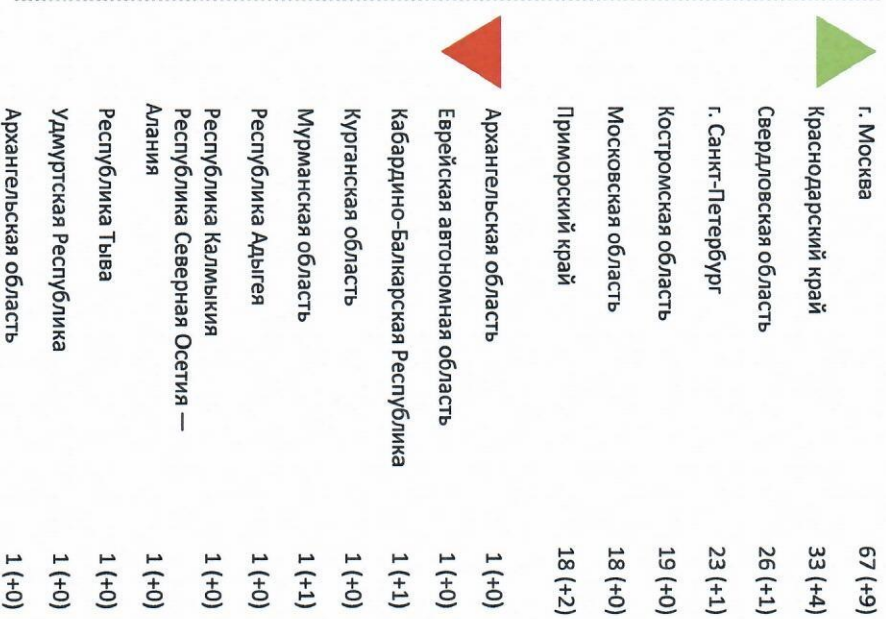 г. Москва 67 (+9)
Краснодарский край 33 (+4)
Свердловская область 26 (+1)
г. Санкт-Петербург 23 (+1)
Костромская область 19 (+0)
Московская область 18 (+0)
Приморский край 18 (+2)
Архангельская область 1 (+0)
Еврейская автономная область 1 (+0)
Кабардино-Балкарская Республика 1 (+1)
Курганская область 1 (+0)
Мурманская область 1 (+1)
Республика Адыгея 1 (+0)
Республика Калмыкия 1 (+0)
Республика Северная Осетия —
Алания 1 (+0)
Республика Тыва 1 (+0)
Удмуртская Республика 1 (+0)
Архангельская область 1 (+0)